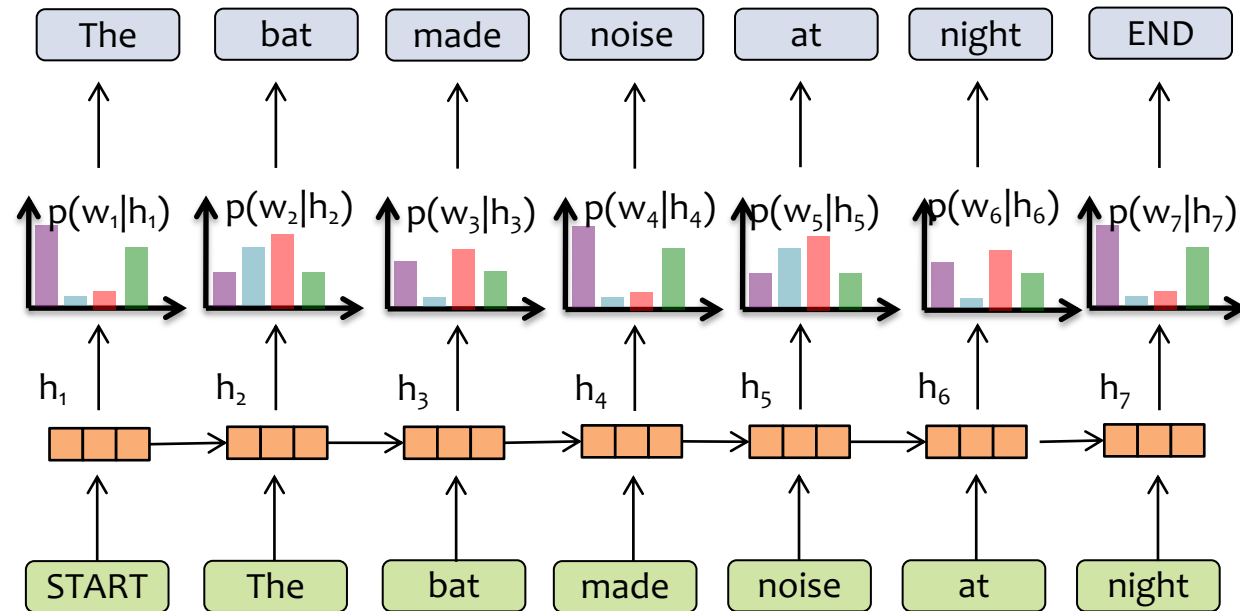 The bat made noise at night END
p(w₁|h₁) p(w₂|h₂) p(w₃|h₃) p(w₄|h₄) p(w₅|h₅) p(w₆|h₆) p(w₇|h₇)
h₁ h₂ h₃ h₄ h₅ h₆ h₇
START The bat made noise at night